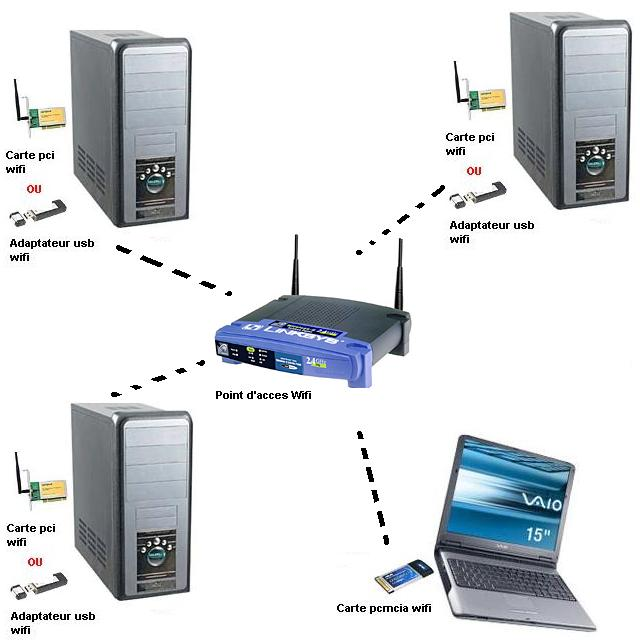 Carte pci
wifi
OU
Adaptateur usb
wifi
Carte pci
wifi
OU
Adaptateur usb
wifi
LINKSYS
2.4GHz
Point d'acces Wifi
Carte pci
wifi
OU
Adaptateur usb
wifi
VAIO
15"
Carte pcmcia wifi